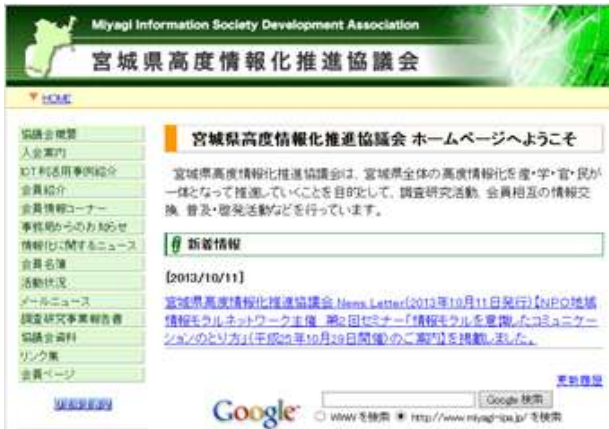 Miyagi Information Society Development Association
宮城県高度情報化推進協議会
HOME
協議会概要
入会案内
ICT利活用事例紹介
会員紹介
会員情報コーナー
事務局からのお知らせ
情報化に関するニュース
会員名簿
活動状況
メールニュース
調査研究事業報告書
協議会資料
リンク集
会員ページ
宮城県高度情報化推進協議会 ホームページへようこそ
宮城県高度情報化推進協議会は、宮城県全体の高度情報化を産・学・官・民が
一体となって推進していくことを目的として、調査研究活動、会員相互の情報交
換、普及・啓発活動などを行っています。
新着情報
[2013/10/11]
宮城県高度情報化推進協議会 News Letter(2013年10月11日発行)【NPO地域
情報モラルネットワーク主催 第2回セミナー「情報モラルを意識したコミュニケー
ションのとり方」(平成25年10月29日開催)のご案内】を掲載しました。
更新履歴
Google
Google 検索
WWW を検索 http://www.miyagi-ipa.jp/ を検索